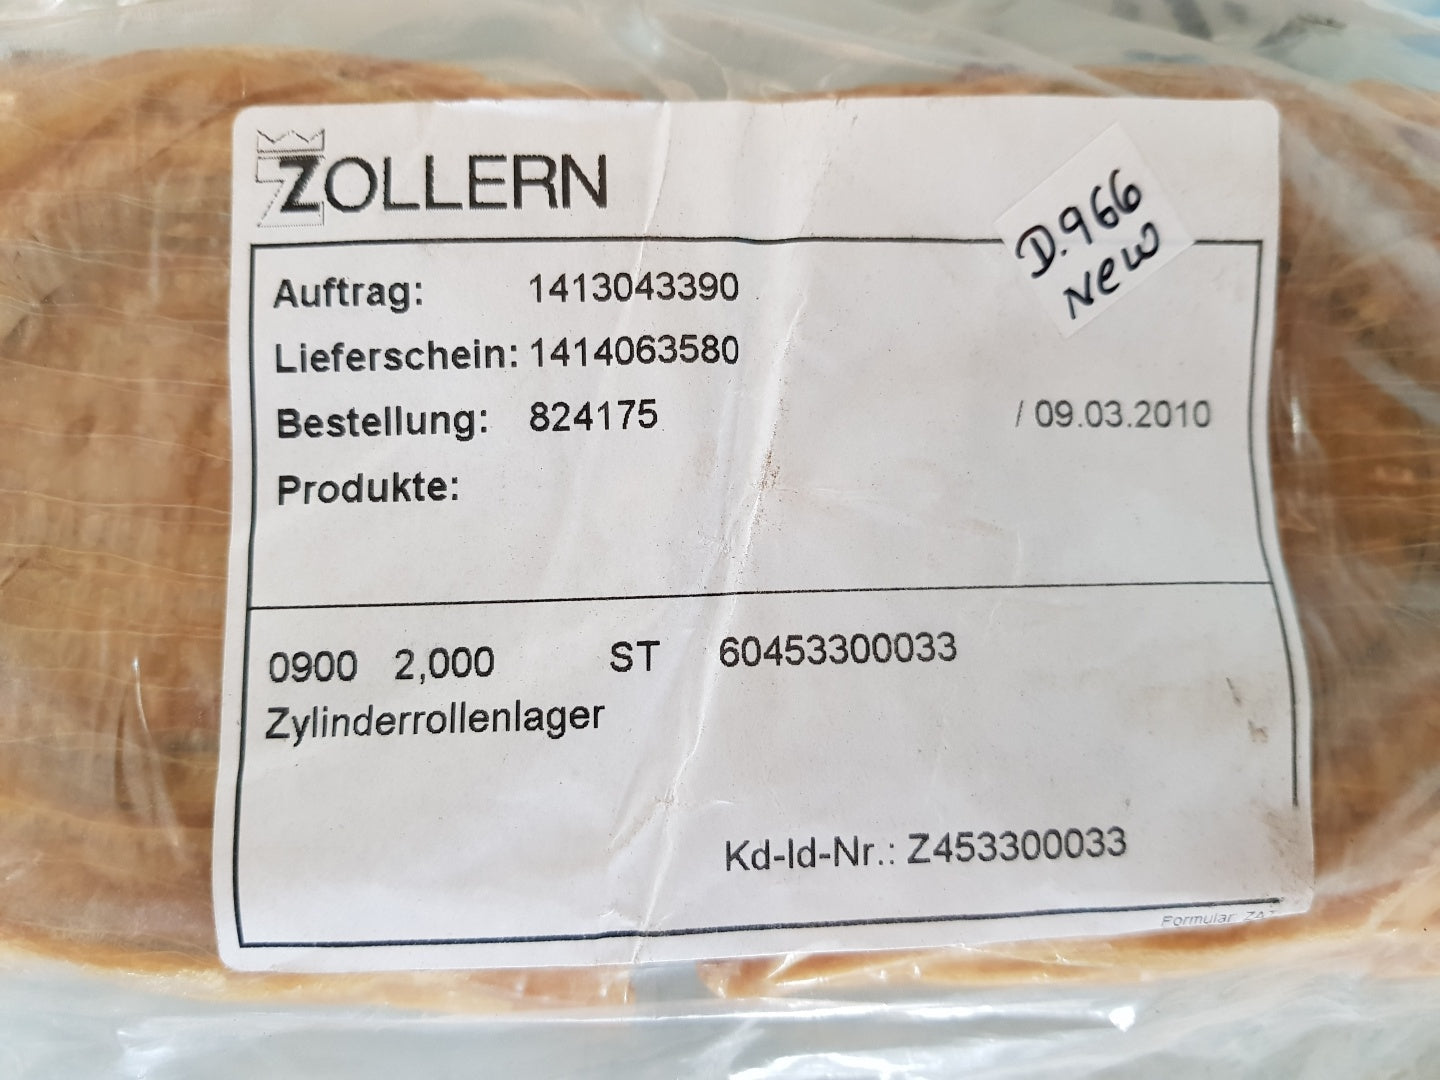 ZOLLERN
D.966
New
Auftrag: 1413043390
Lieferschein: 1414063580
Bestellung: 824175 / 09.03.2010
Produkte:
0900 2,000 ST 60453300033
Zylinderrollenlager
Kd-Id-Nr.: Z453300033
Formular